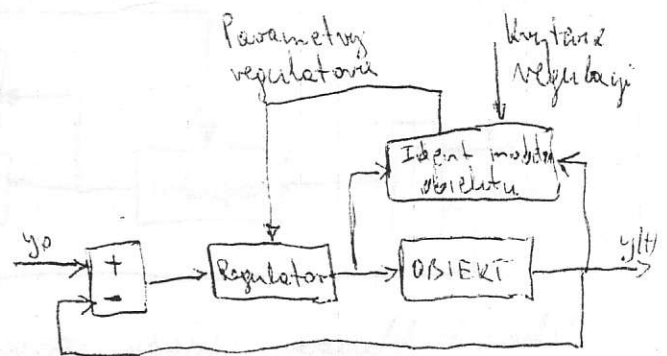 Parametry
regulatora
Kryteria
regulacji
Ident modelu
obiektu
y₀
+
-
Regulator
OBIEKT
y(t)